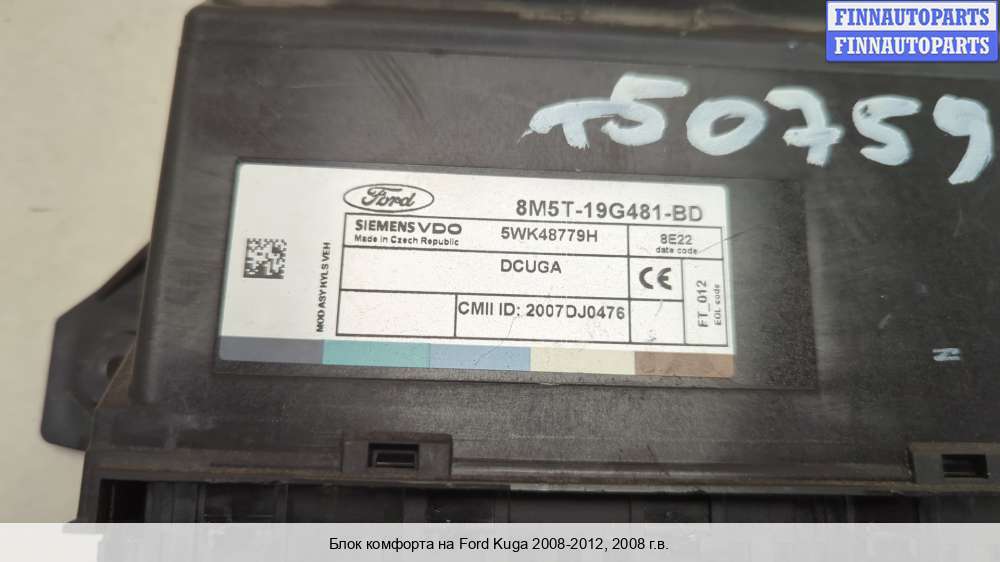 FINNAUTOPARTS
FINNAUTOPARTS
150759
Ford
8M5T-19G481-BD
SIEMENS VDO
Made in Czech Republic
5WK48779H
8E22
date code
DCUGA
CE
CMII ID: 2007DJ0476
FT_012
EOL code
MOD ASY KYLS VEH
Блок комфорта на Ford Kuga 2008-2012, 2008 г.в.